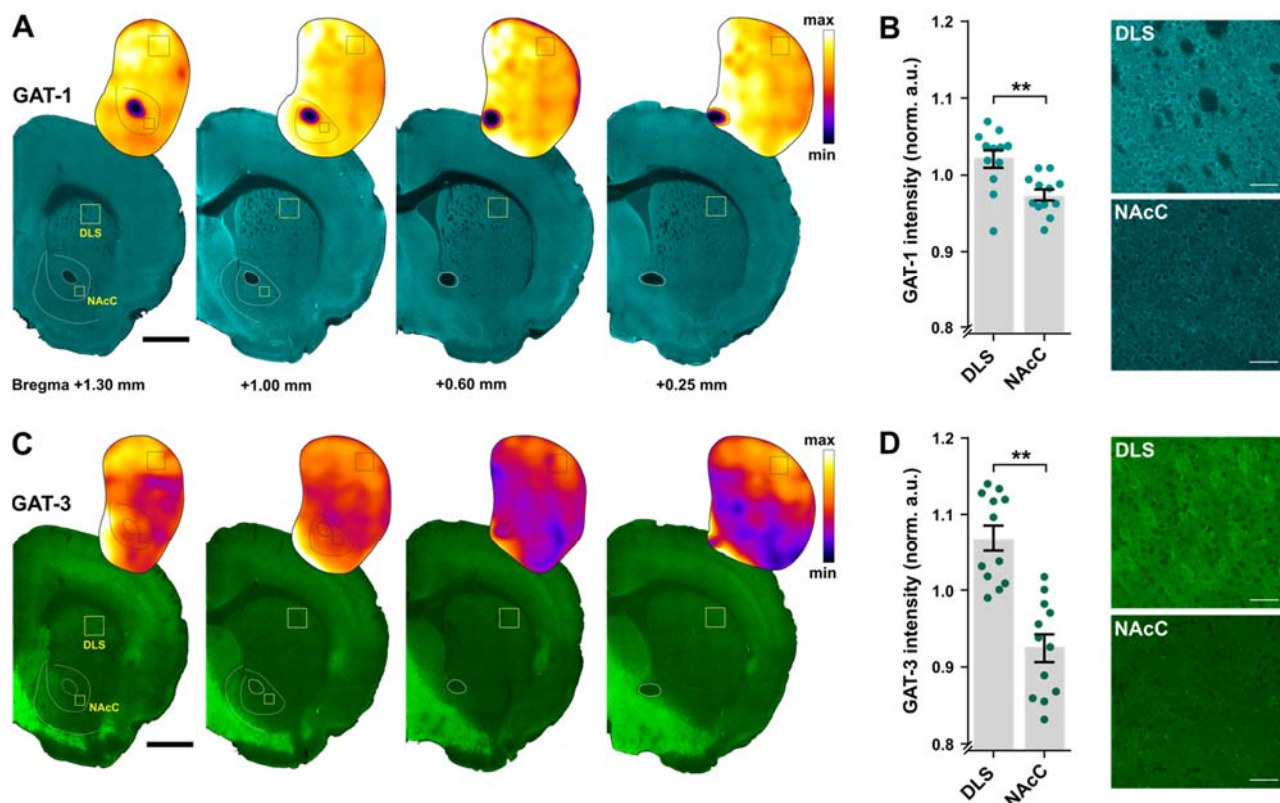 A
GAT-1
DLS
NAcC
Bregma +1.30 mm
+1.00 mm
+0.60 mm
+0.25 mm
max
min
B
GAT-1 intensity (norm. a.u.)
1.2
1.1
1.0
0.9
0.8
**
DLS
NAcC
DLS
NAcC
C
GAT-3
DLS
NAcC
max
min
D
GAT-3 intensity (norm. a.u.)
1.2
1.1
1.0
0.9
0.8
**
DLS
NAcC
DLS
NAcC